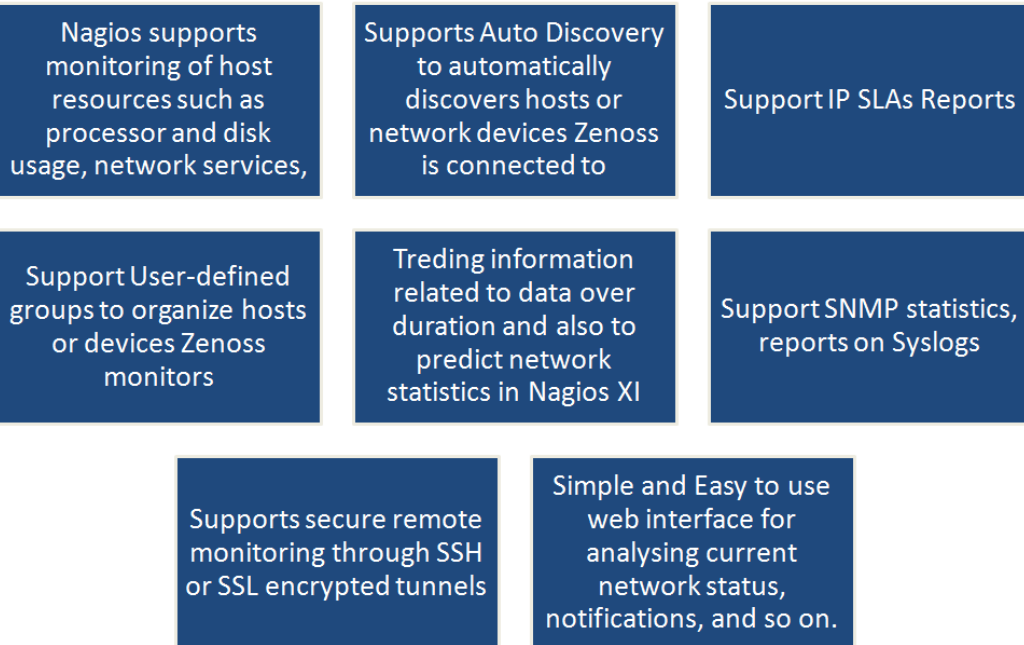 Nagios supports
monitoring of host
resources such as
processor and disk
usage, network services,
Supports Auto Discovery
to automatically
discovers hosts or
network devices Zenoss
is connected to
Support IP SLAs Reports
Support User-defined
groups to organize hosts
or devices Zenoss
monitors
Treding information
related to data over
duration and also to
predict network
statistics in Nagios XI
Support SNMP statistics,
reports on Syslogs
Supports secure remote
monitoring through SSH
or SSL encrypted tunnels
Simple and Easy to use
web interface for
analysing current
network status,
notifications, and so on.